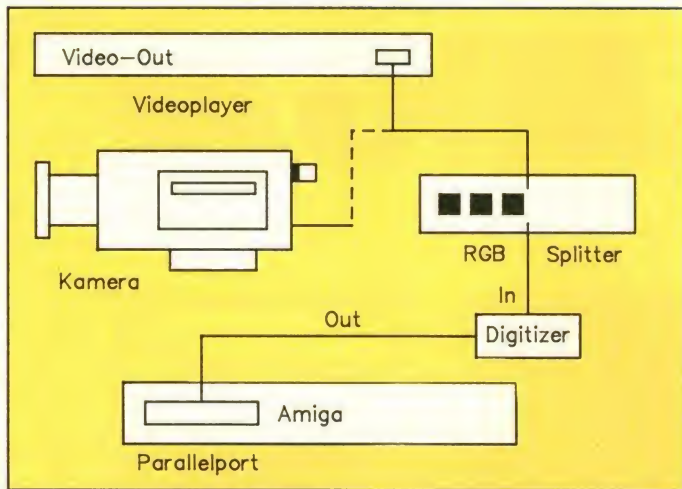 Video-Out
Videoplayer
Kamera
RGB Splitter
In
Out
Digitizer
Amiga
Parallelport